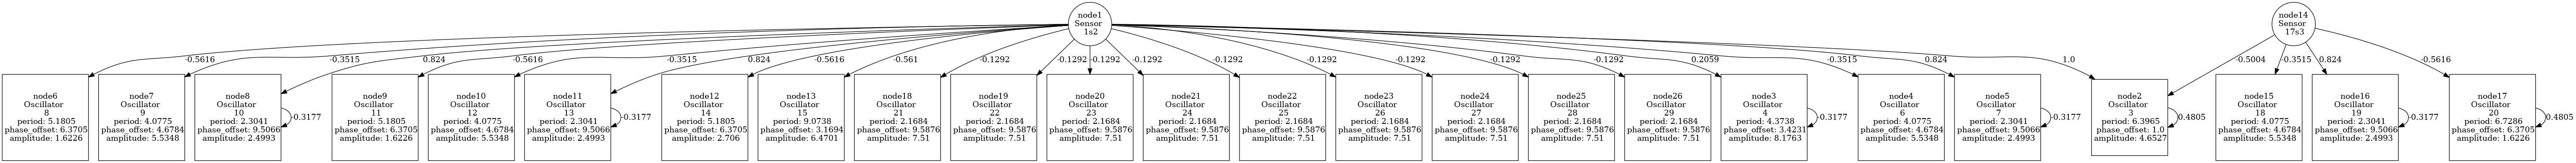 node1
Sensor
1s2
node14
Sensor
17s3
-0.5616
-0.3515
0.824
-0.5616
-0.3515
0.824
-0.5616
-0.561
-0.1292
-0.1292
-0.1292
-0.1292
-0.1292
-0.1292
-0.1292
-0.1292
-0.1292
0.2059
-0.3515
0.824
1.0
-0.5004
-0.3515
0.824
-0.5616
node6
Oscillator
8
period: 5.1805
phase_offset: 6.3705
amplitude: 1.6226
node7
Oscillator
9
period: 4.0775
phase_offset: 4.6784
amplitude: 5.5348
node8
Oscillator
10
period: 2.3041
phase_offset: 9.5066
amplitude: 2.4993
-0.3177
node9
Oscillator
11
period: 5.1805
phase_offset: 6.3705
amplitude: 1.6226
node10
Oscillator
12
period: 4.0775
phase_offset: 4.6784
amplitude: 5.5348
node11
Oscillator
13
period: 2.3041
phase_offset: 9.5066
amplitude: 2.4993
-0.3177
node12
Oscillator
14
period: 5.1805
phase_offset: 6.3705
amplitude: 2.706
node13
Oscillator
15
period: 9.0738
phase_offset: 3.1694
amplitude: 6.4701
node18
Oscillator
21
period: 2.1684
phase_offset: 9.5876
amplitude: 7.51
node19
Oscillator
22
period: 2.1684
phase_offset: 9.5876
amplitude: 7.51
node20
Oscillator
23
period: 2.1684
phase_offset: 9.5876
amplitude: 7.51
node21
Oscillator
24
period: 2.1684
phase_offset: 9.5876
amplitude: 7.51
node22
Oscillator
25
period: 2.1684
phase_offset: 9.5876
amplitude: 7.51
node23
Oscillator
26
period: 2.1684
phase_offset: 9.5876
amplitude: 7.51
node24
Oscillator
27
period: 2.1684
phase_offset: 9.5876
amplitude: 7.51
node25
Oscillator
28
period: 2.1684
phase_offset: 9.5876
amplitude: 7.51
node26
Oscillator
29
period: 2.1684
phase_offset: 9.5876
amplitude: 7.51
node3
Oscillator
4
period: 4.3738
phase_offset: 3.4231
amplitude: 8.1763
-0.3177
node4
Oscillator
6
period: 4.0775
phase_offset: 4.6784
amplitude: 5.5348
node5
Oscillator
7
period: 2.3041
phase_offset: 9.5066
amplitude: 2.4993
-0.3177
node2
Oscillator
3
period: 6.3965
phase_offset: 1.0
amplitude: 4.6527
0.4805
node15
Oscillator
18
period: 4.0775
phase_offset: 4.6784
amplitude: 5.5348
node16
Oscillator
19
period: 2.3041
phase_offset: 9.5066
amplitude: 2.4993
-0.3177
node17
Oscillator
20
period: 6.7286
phase_offset: 6.3705
amplitude: 1.6226
0.4805